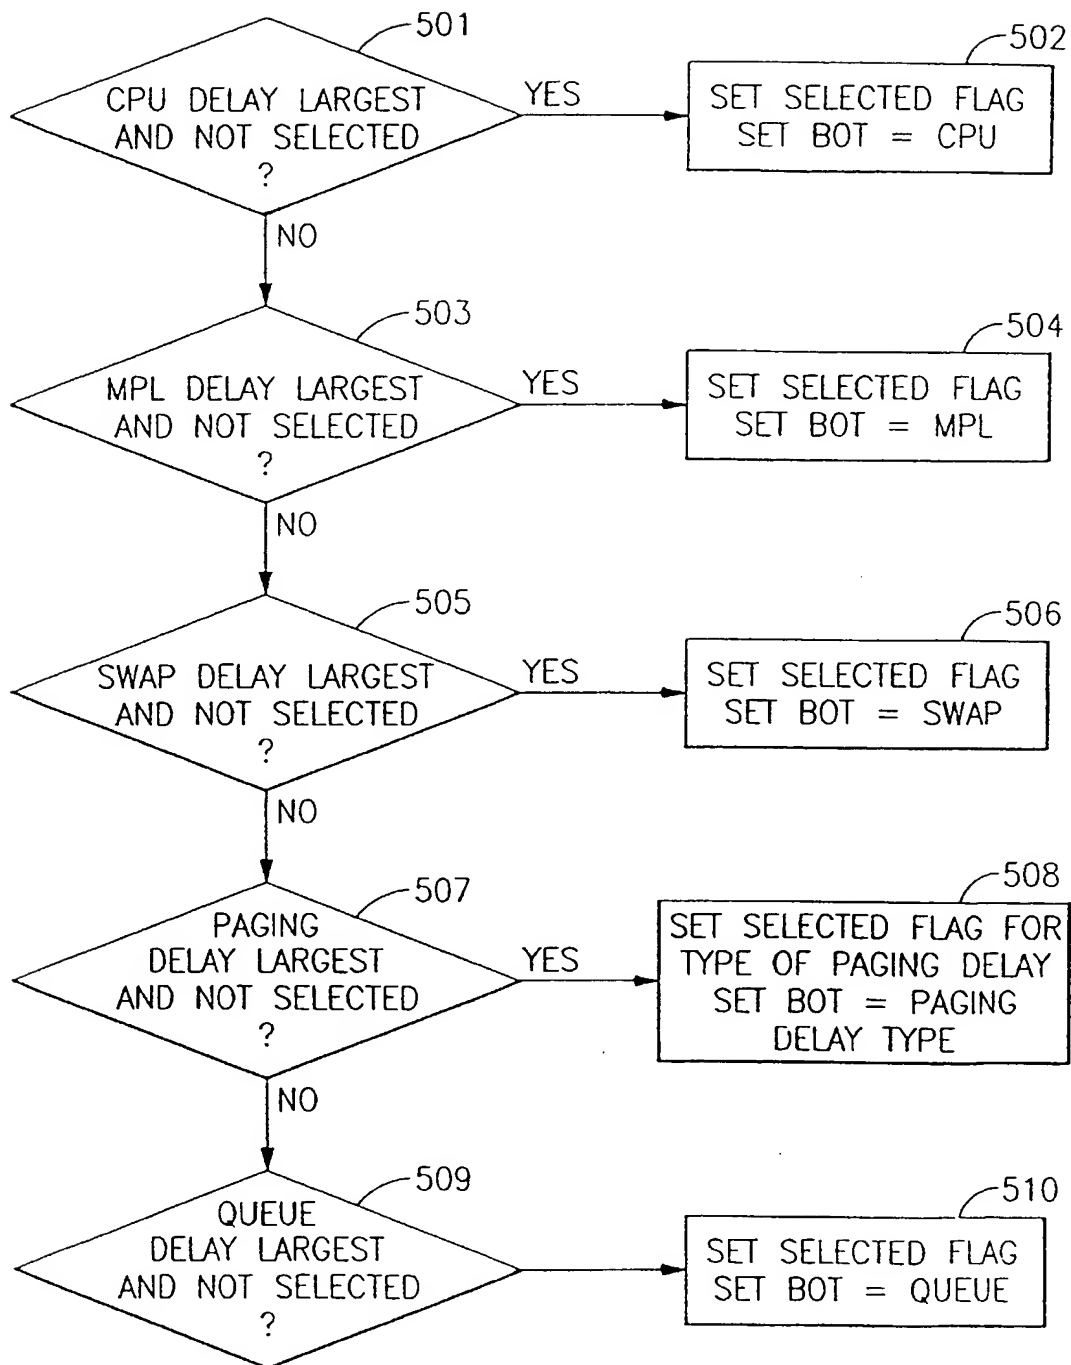 501
CPU DELAY LARGEST
AND NOT SELECTED
?
YES
502
SET SELECTED FLAG
SET BOT = CPU
NO
503
MPL DELAY LARGEST
AND NOT SELECTED
?
YES
504
SET SELECTED FLAG
SET BOT = MPL
NO
505
SWAP DELAY LARGEST
AND NOT SELECTED
?
YES
506
SET SELECTED FLAG
SET BOT = SWAP
NO
507
PAGING
DELAY LARGEST
AND NOT SELECTED
?
YES
508
SET SELECTED FLAG FOR
TYPE OF PAGING DELAY
SET BOT = PAGING
DELAY TYPE
NO
509
QUEUE
DELAY LARGEST
AND NOT SELECTED
?
510
SET SELECTED FLAG
SET BOT = QUEUE